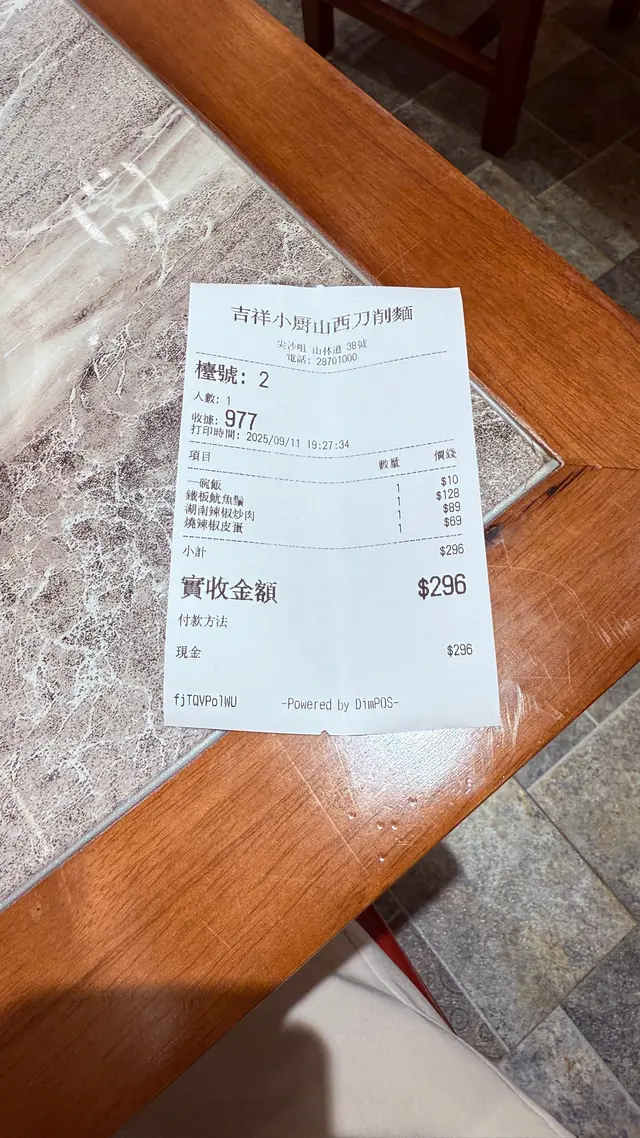 吉祥小厨山西刀削麵
尖沙咀 山林道 38號
電話: 28701000
檯號: 2
人數: 1
收據: 977
打印時間: 2025/09/11 19:27:34
項目 數量 價錢
一碗飯 1 $10
鐵板魷魚鬚 1 $128
湖南辣椒炒肉 1 $89
燒辣椒皮蛋 1 $69
小計 $296
實收金額 $296
付款方法
現金 $296
fjTQVPolWU -Powered by DimPOS-